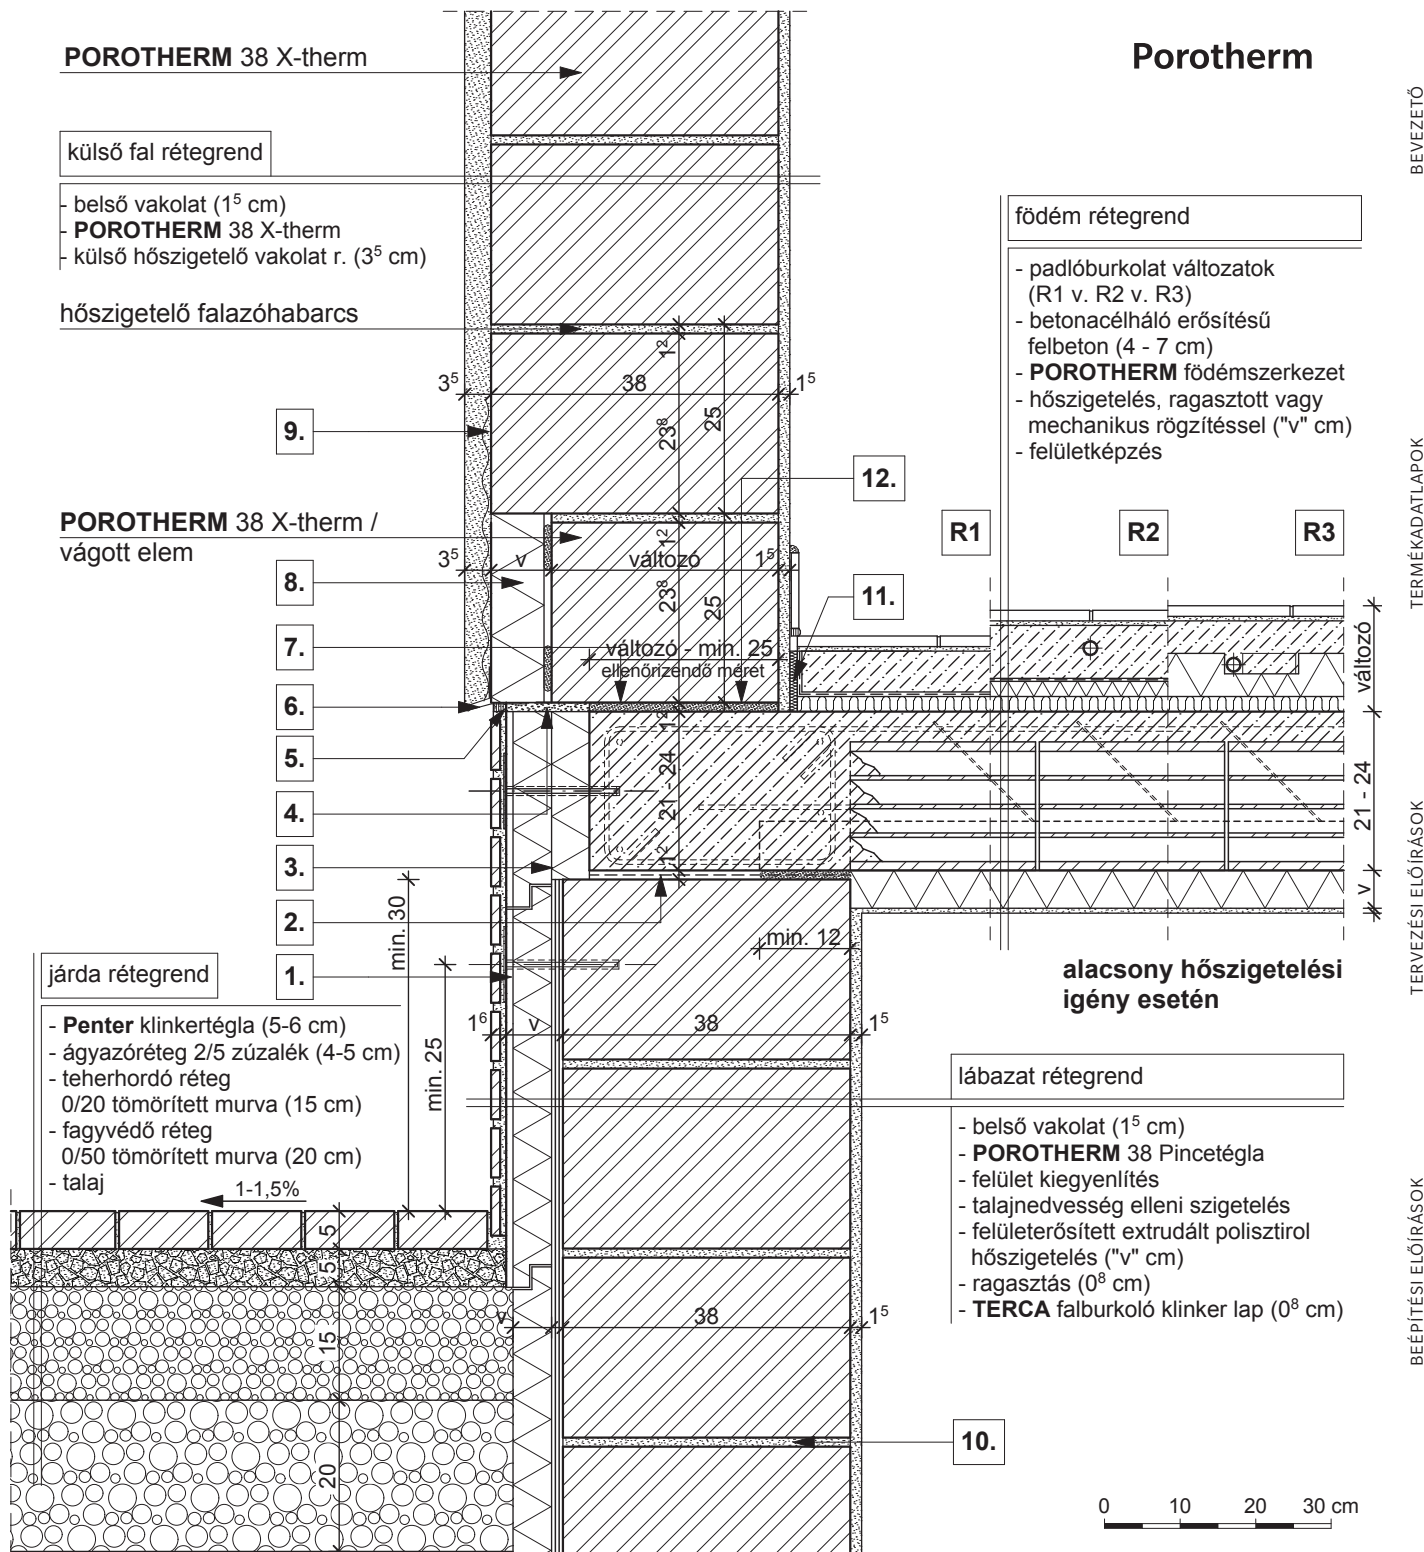 POROTHERM 38 X-therm
Porotherm
BEVEZETŐ
külső fal rétegrend
- belső vakolat (1⁵ cm)
- POROTHERM 38 X-therm
- külső hőszigetelő vakolat r. (3⁵ cm)
födém rétegrend
- padlóburkolat változatok
(R1 v. R2 v. R3)
- betonacélháló erősítésű
felbeton (4 - 7 cm)
- POROTHERM födémszerkezet
- hőszigetelés, ragasztott vagy
mechanikus rögzítéssel ("v" cm)
- felületképzés
hőszigetelő falazóhabarcs
1²
3⁵
38
1⁵
23⁸
25
9.
12.
TERMÉKADATLAPOK
POROTHERM 38 X-therm /
vágott elem
R1
R2
R3
1²
3⁵
v
változó
1⁵
23⁸
25
8.
11.
7.
változó - min. 25
ellenőrizendő méret
változó
6.
5.
1²
21 - 24
21 - 24
4.
3.
1²
v
2.
min. 30
TERVEZÉSI ELŐÍRÁSOK
min. 12
1.
alacsony hőszigetelési
igény esetén
járda rétegrend
- Penter klinkertégla (5-6 cm)
- ágyazóréteg 2/5 zúzalék (4-5 cm)
- teherhordó réteg
0/20 tömörített murva (15 cm)
- fagyvédő réteg
0/50 tömörített murva (20 cm)
- talaj
1⁶
v
38
1⁵
min. 25
lábazat rétegrend
- belső vakolat (1⁵ cm)
- POROTHERM 38 Pincetégla
- felület kiegyenlítés
- talajnedvesség elleni szigetelés
- felületerősített extrudált polisztirol
hőszigetelés ("v" cm)
- ragasztás (0⁸ cm)
- TERCA falburkoló klinker lap (0⁸ cm)
1-1,5%
5
5
15
20
v
38
1⁵
BEÉPÍTÉSI ELŐÍRÁSOK
10.
0 10 20 30 cm